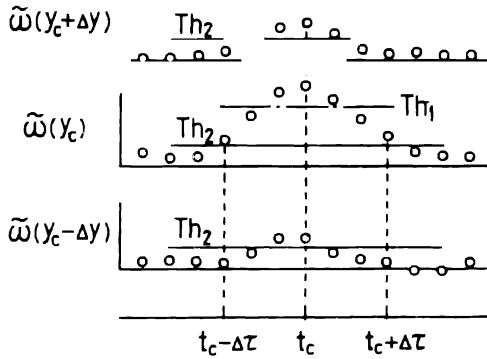 ω̃(y_c+Δy)
Th₂
ω̃(y_c)
Th₁
Th₂
ω̃(y_c-Δy)
Th₂
t_c-Δτ t_c t_c+Δτ